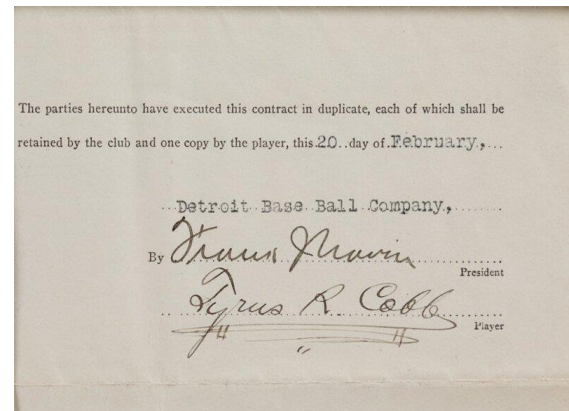 The parties hereunto have executed this contract in duplicate, each of which shall be
retained by the club and one copy by the player, this 20 day of February,
Detroit Base Ball Company,
By Frank Navin
President
Tyrus R. Cobb
Player